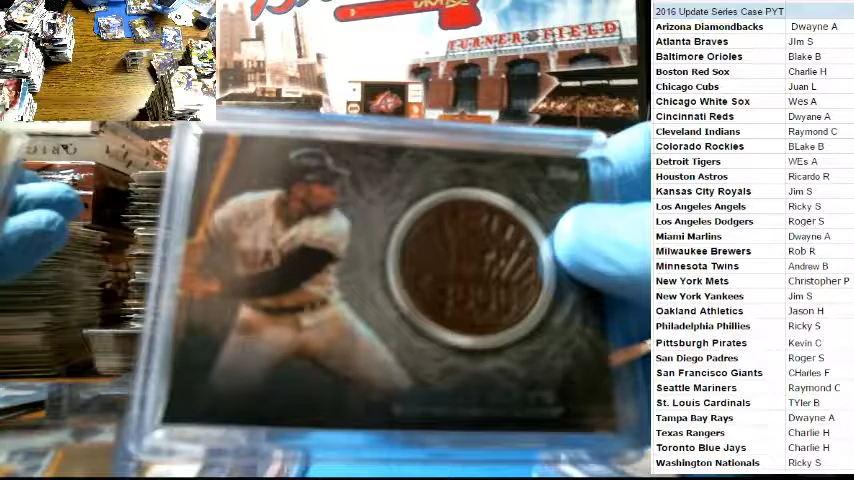 2016 Update Series Case PYT
Arizona Diamondbacks Dwayne A
Atlanta Braves JIm S
Baltimore Orioles Blake B
Boston Red Sox Charlie H
Chicago Cubs Juan L
Chicago White Sox Wes A
Cincinnati Reds Dwyane A
Cleveland Indians Raymond C
Colorado Rockies BLake B
Detroit Tigers WEs A
Houston Astros Ricardo R
Kansas City Royals Jim S
Los Angeles Angels Ricky S
Los Angeles Dodgers Roger S
Miami Marlins Dwayne A
Milwaukee Brewers Rob R
Minnesota Twins Andrew B
New York Mets Christopher P
New York Yankees Jim S
Oakland Athletics Jason H
Philadelphia Phillies Ricky S
Pittsburgh Pirates Kevin C
San Diego Padres Roger S
San Francisco Giants CHarles F
Seattle Mariners Raymond C
St. Louis Cardinals TYler B
Tampa Bay Rays Dwayne A
Texas Rangers Charlie H
Toronto Blue Jays Charlie H
Washington Nationals Ricky S
TURNER FIELD